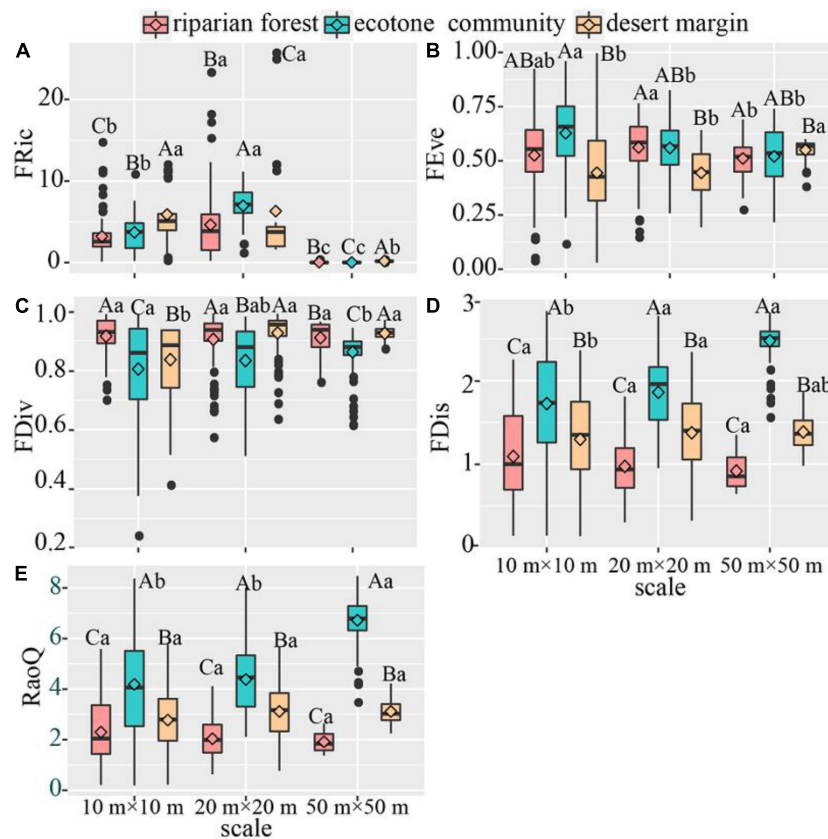 riparian forest ecotone community desert margin
A
FRic
20
10
0
Cb Bb Aa Ba Aa Ca Bc Cc Ab
B
FEve
1.00
0.75
0.50
0.25
0.00
ABab Aa Bb Aa ABb Bb Ab ABb Ba
C
FDiv
1.0
0.8
0.6
0.4
0.2
Aa Ca Bb Aa Bab Aa Ba Cb Aa
D
FDis
3
2
1
0
Ca Ab Bb Ca Aa Ba Ca Aa Bab
10 m×10 m 20 m×20 m 50 m×50 m
scale
E
RaoQ
8
6
4
2
0
Ca Ab Ba Ca Ab Ba Ca Aa Ba
10 m×10 m 20 m×20 m 50 m×50 m
scale